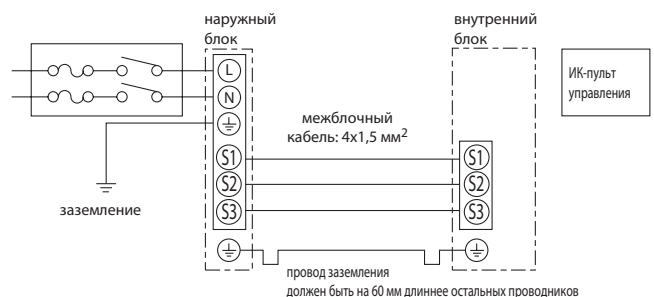 наружный
блок
внутренний
блок
L
N
ИК-пульт
управления
межблочный
кабель: 4x1,5 мм²
S1
S2
S3
S1
S2
S3
заземление
провод заземления
должен быть на 60 мм длиннее остальных проводников